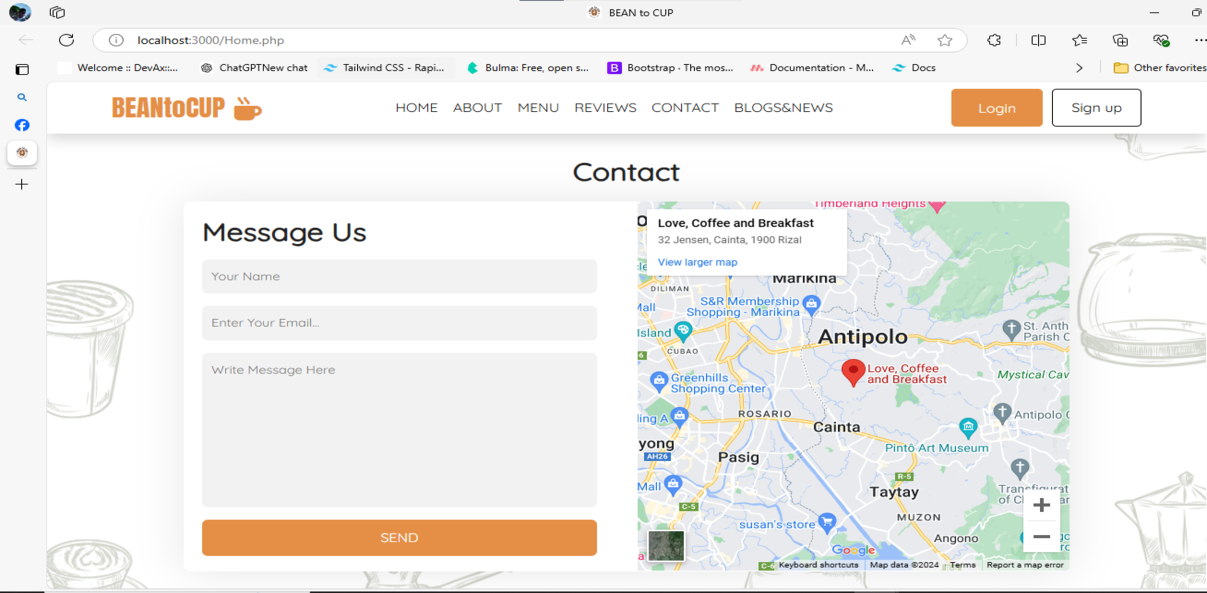 BEAN to CUP
localhost:3000/Home.php
Welcome :: DevAx::...
ChatGPTNew chat
Tailwind CSS - Rapi...
Bulma: Free, open s...
Bootstrap · The mos...
Documentation - M...
Docs
Other favorites
BEANtoCUP
HOME ABOUT MENU REVIEWS CONTACT BLOGS&NEWS
Login
Sign up
Contact
Message Us
Your Name
Enter Your Email...
Write Message Here
SEND
Timberland Heights
Love, Coffee and Breakfast
32 Jensen, Cainta, 1900 Rizal
View larger map
Marikina
DILIMAN
Mall
S&R Membership
Shopping - Marikina
Island
CUBAO
Antipolo
St. Anth
Parish C
Love, Coffee
and Breakfast
Mystical Cav
Greenhills
Shopping Center
ROSARIO
Antipolo C
ling A
Cainta
yong
AH26
Pasig
Pinto Art Museum
Mall
R-5
Taytay
Transfigurat
of Ch
C-5
MUZON
susan's store
Angono
Google
C-6
Keyboard shortcuts
Map data ©2024
Terms
Report a map error